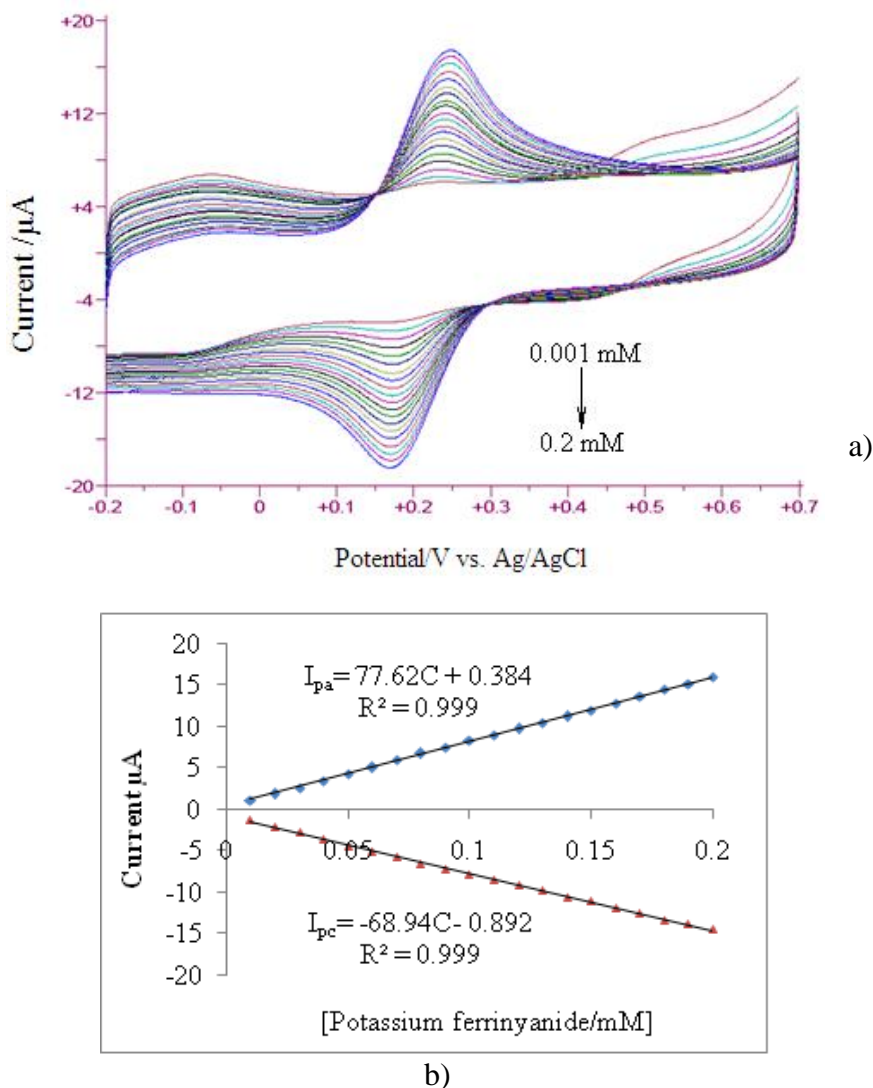 +20
+12
+4
-4
-12
-20
Current /µA
0.001 mM
0.2 mM
a)
-0.2 -0.1 0 +0.1 +0.2 +0.3 +0.4 +0.5 +0.6 +0.7
Potential/V vs. Ag/AgCl
20
15
10
5
0
-5
-10
-15
-20
Current µA
Ipa= 77.62C + 0.384
R² = 0.999
0 0.05 0.1 0.15 0.2
Ipc= -68.94C- 0.892
R² = 0.999
[Potassium ferrinyanide/mM]
b)